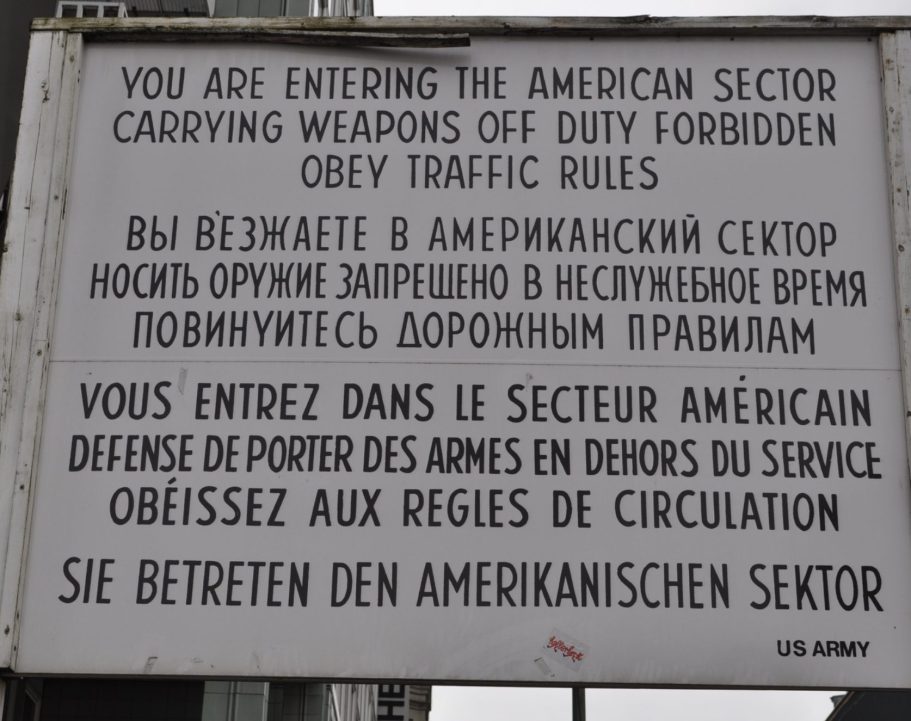 YOU ARE ENTERING THE AMERICAN SECTOR
CARRYING WEAPONS OFF DUTY FORBIDDEN
OBEY TRAFFIC RULES
ВЫ В'ЕЗЖАЕТЕ В АМЕРИКАНСКИЙ СЕКТОР
НОСИТЬ ОРУЖИЕ ЗАПРЕЩЕНО В НЕСЛУЖЕБНОЕ ВРЕМЯ
ПОВИНУИТЕСЬ ДОРОЖНЫМ ПРАВИЛАМ
VOUS ENTREZ DANS LE SECTEUR AMÉRICAIN
DEFENSE DE PORTER DES ARMES EN DEHORS DU SERVICE
OBÉISSEZ AUX REGLES DE CIRCULATION
SIE BETRETEN DEN AMERIKANISCHEN SEKTOR
US ARMY